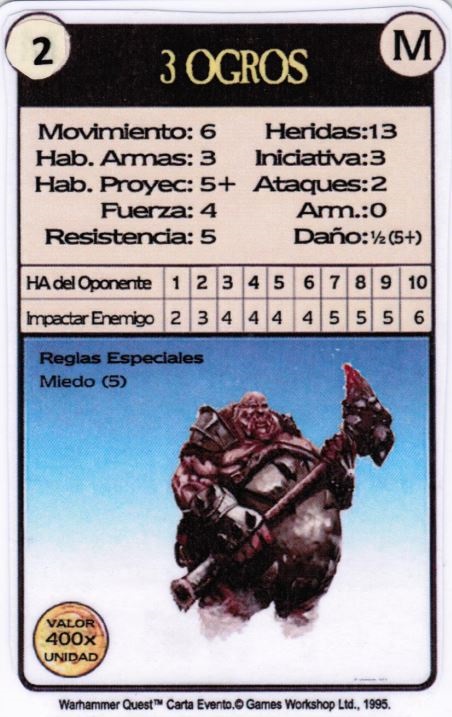 2
M
3 OGROS
Movimiento: 6 Heridas:13
Hab. Armas: 3 Iniciativa:3
Hab. Proyec: 5+ Ataques:2
Fuerza: 4 Arm.:0
Resistencia: 5 Daño:½(5+)
HA del Oponente 1 2 3 4 5 6 7 8 9 10
Impactar Enemigo 2 3 4 4 4 4 5 5 5 6
Reglas Especiales
Miedo (5)
VALOR
400x
UNIDAD
Warhammer Quest™ Carta Evento.© Games Workshop Ltd., 1995.